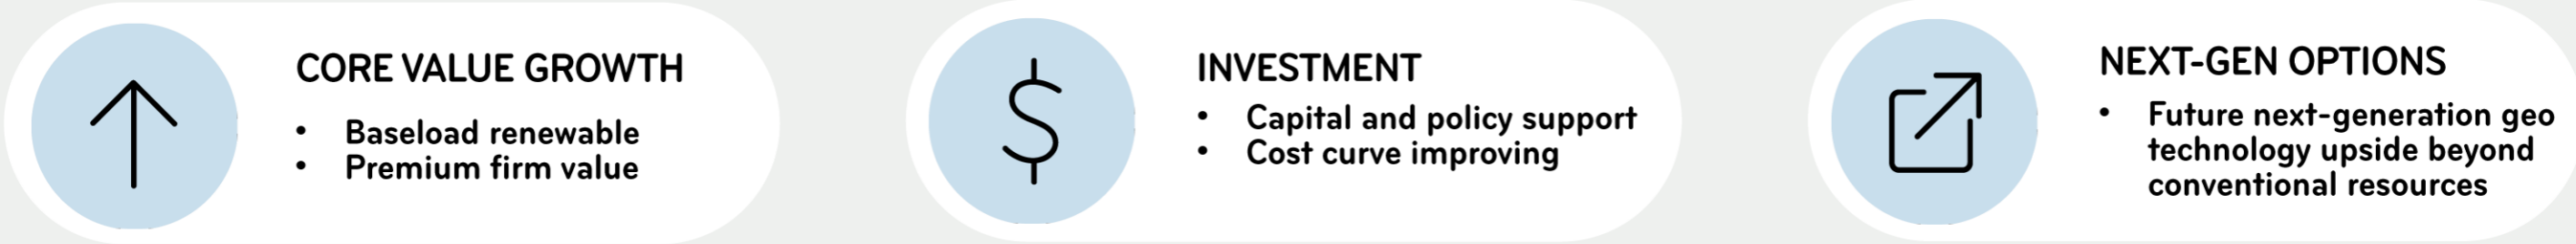 CORE VALUE GROWTH
• Baseload renewable
• Premium firm value
INVESTMENT
• Capital and policy support
• Cost curve improving
NEXT-GEN OPTIONS
• Future next-generation geo
technology upside beyond
conventional resources